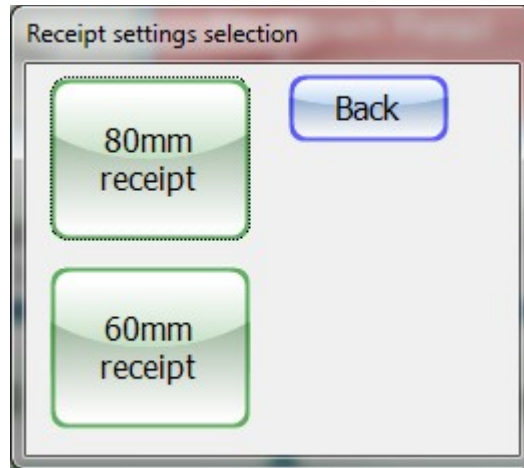 Receipt settings selection
80mm
receipt
Back
60mm
receipt